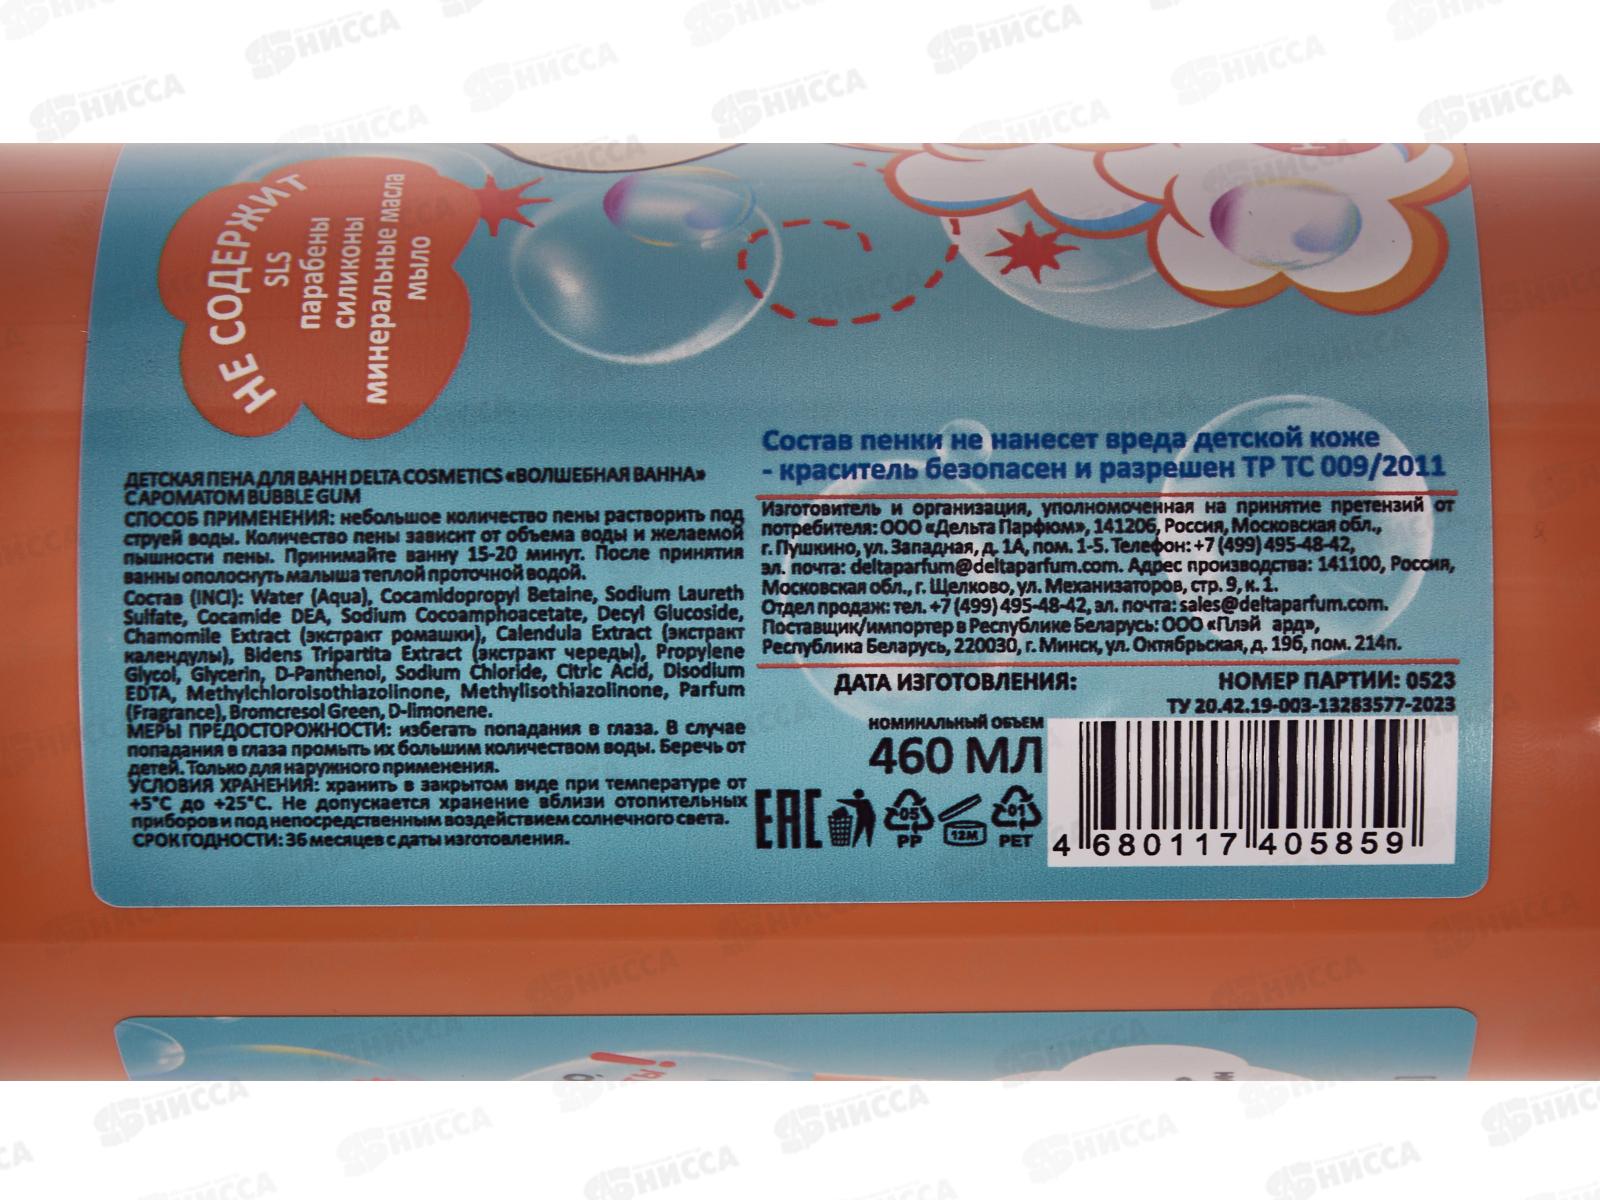 НЕ СОДЕРЖИТ
SLS
парабены
силиконы
минеральные масла
мыло
ДЕТСКАЯ ПЕНА ДЛЯ ВАНН DELTA COSMETICS «ВОЛШЕБНАЯ ВАННА»
С АРОМАТОМ BUBBLE GUM
СПОСОБ ПРИМЕНЕНИЯ: небольшое количество пены растворить под
струей воды. Количество пены зависит от объема воды и желаемой
пышности пены. Принимайте ванну 15-20 минут. После принятия
ванны ополоснуть малыша теплой проточной водой.
Состав (INCI): Water (Aqua), Cocamidopropyl Betaine, Sodium Laureth
Sulfate, Cocamide DEA, Sodium Cocoamphoacetate, Decyl Glucoside,
Chamomile Extract (экстракт ромашки), Calendula Extract (экстракт
календулы), Bidens Tripartita Extract (экстракт череды), Propylene
Glycol, Glycerin, D-Panthenol, Sodium Chloride, Citric Acid, Disodium
EDTA, Methylchloroisothiazolinone, Methylisothiazolinone, Parfum
(Fragrance), Bromcresol Green, D-limonene.
МЕРЫ ПРЕДОСТОРОЖНОСТИ: избегать попадания в глаза. В случае
попадания в глаза промыть их большим количеством воды. Беречь от
детей. Только для наружного применения.
УСЛОВИЯ ХРАНЕНИЯ: хранить в закрытом виде при температуре от
+5°С до +25°С. Не допускается хранение вблизи отопительных
приборов и под непосредственным воздействием солнечного света.
СРОК ГОДНОСТИ: 36 месяцев с даты изготовления.
Состав пенки не нанесет вреда детской коже
- краситель безопасен и разрешен ТР ТС 009/2011
Изготовитель и организация, уполномоченная на принятие претензий от
потребителя: ООО «Дельта Парфюм», 141206, Россия, Московская обл.,
г. Пушкино, ул. Западная, д. 1А, пом. 1-5. Телефон: +7 (499) 495-48-42,
эл. почта: deltaparfum@deltaparfum.com. Адрес производства: 141100, Россия,
Московская обл., г. Щелково, ул. Механизаторов, стр. 9, к. 1.
Отдел продаж: тел. +7 (499) 495-48-42, эл. почта: sales@deltaparfum.com.
Поставщик/импортер в Республике Беларусь: ООО «Плэй ард»,
Республика Беларусь, 220030, г. Минск, ул. Октябрьская, д. 19б, пом. 214п.
ДАТА ИЗГОТОВЛЕНИЯ:
НОМЕР ПАРТИИ: 0523
ТУ 20.42.19-003-13283577-2023
НОМИНАЛЬНЫЙ ОБЪЕМ
460 МЛ
EAC
05
PP
12M
01
PET
4 680117 405859